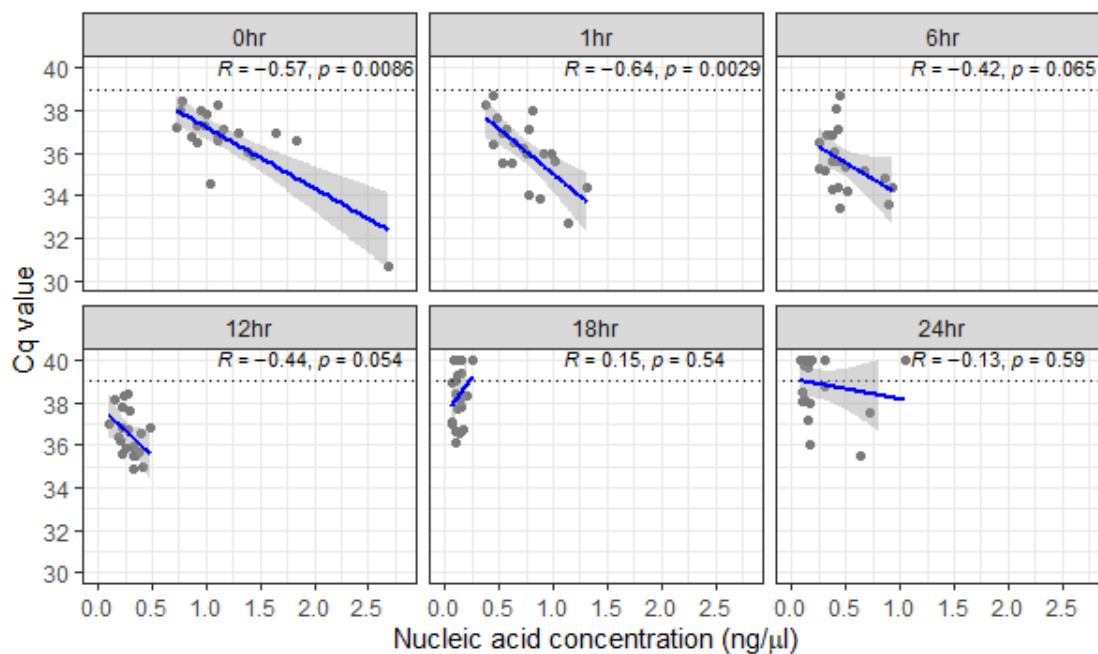 0hr 1hr 6hr
R = −0.57, p = 0.0086 R = −0.64, p = 0.0029 R = −0.42, p = 0.065
40
38
36
34
32
30
12hr 18hr 24hr
R = −0.44, p = 0.054 R = 0.15, p = 0.54 R = −0.13, p = 0.59
40
38
36
34
32
30
Cq value
0.0 0.5 1.0 1.5 2.0 2.5 0.0 0.5 1.0 1.5 2.0 2.5 0.0 0.5 1.0 1.5 2.0 2.5
Nucleic acid concentration (ng/μl)